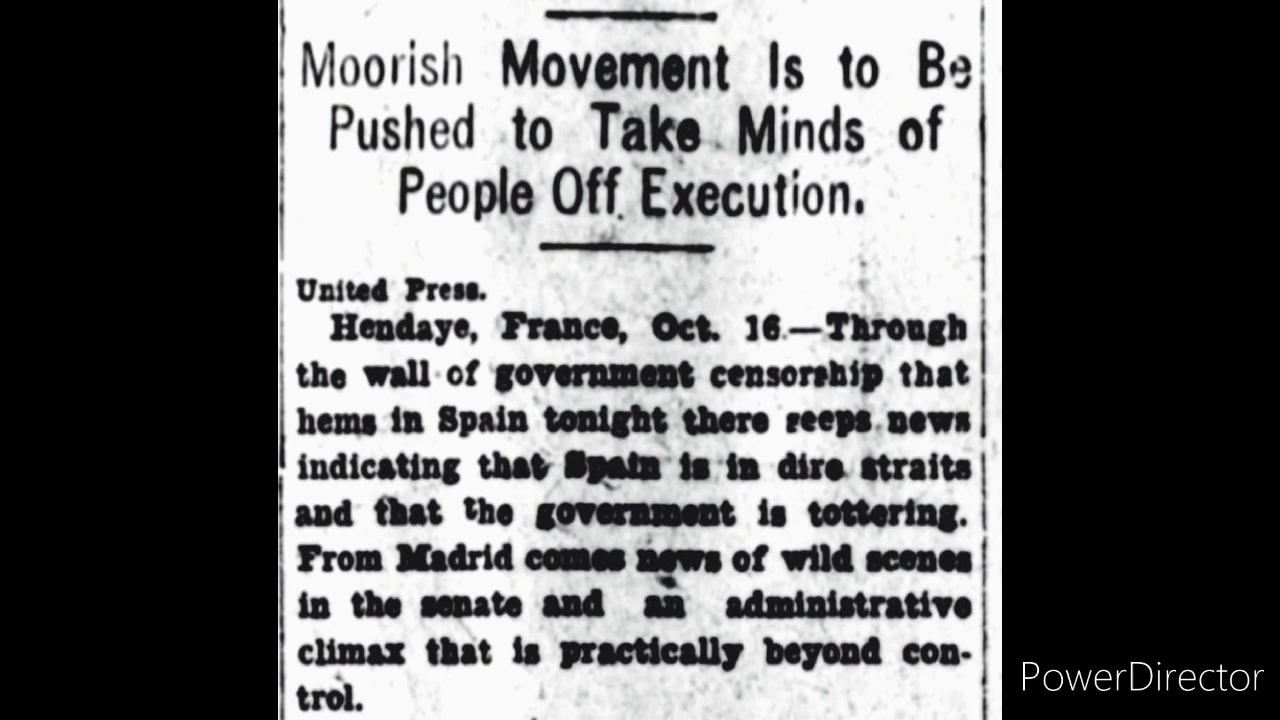 Moorish Movement Is to Be
Pushed to Take Minds of
People Off Execution.
United Press.
Hendaye, France, Oct. 16.—Through
the wall of government censorship that
hems in Spain tonight there seeps news
indicating that Spain is in dire straits
and that the government is tottering.
From Madrid comes news of wild scenes
in the senate and an administrative
climax that is practically beyond con-
trol.
PowerDirector